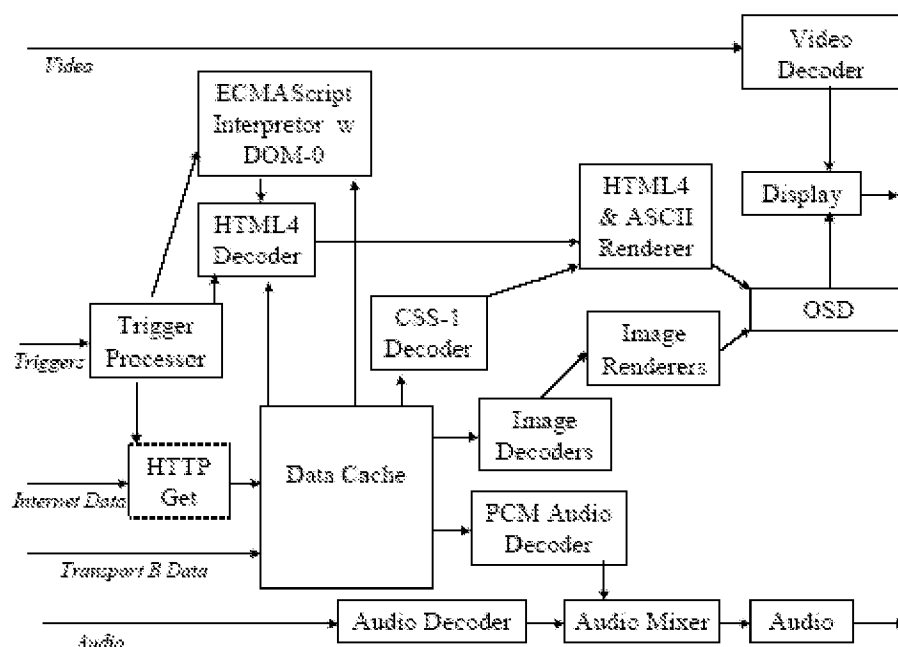 Video
Video
Decoder
ECMAScript
Interpretor w
DOM-0
HTML4
& ASCII
Renderer
Display
HTML4
Decoder
OSD
CSS-1
Decoder
Image
Renderers
Trigger
Processor
Triggers
Image
Decoders
HTTP
Get
Data Cache
Internet Data
PCM Audio
Decoder
Transport B Data
Audio Decoder
Audio Mixer
Audio
Audio